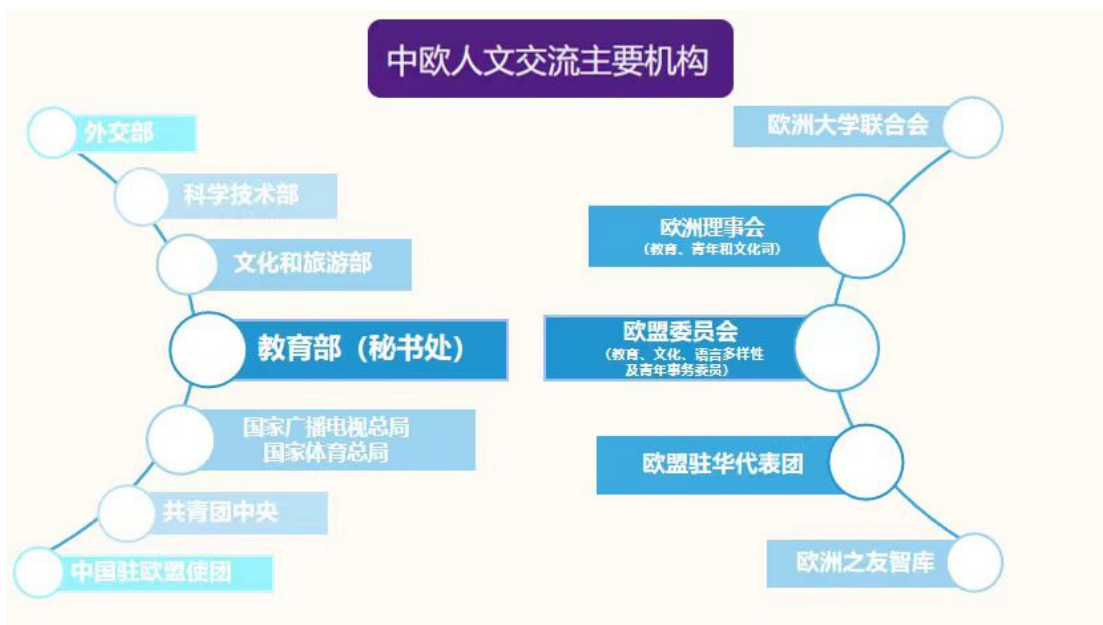 中欧人文交流主要机构
外交部
科学技术部
文化和旅游部
教育部（秘书处）
国家广播电视总局
国家体育总局
共青团中央
中国驻欧盟使团
欧洲大学联合会
欧洲理事会
（教育、青年和文化司）
欧盟委员会
（教育、文化、语言多样性
及青年事务委员）
欧盟驻华代表团
欧洲之友智库